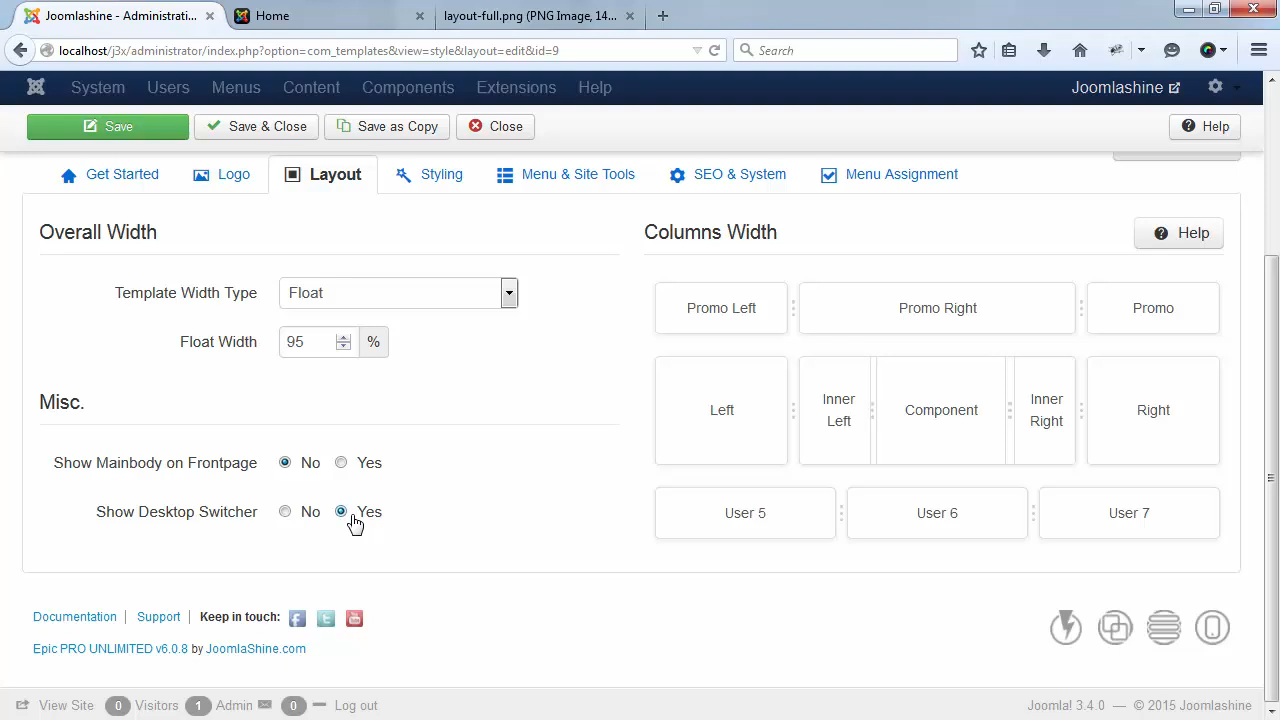 Joomlashine - Administrati...
Home
layout-full.png (PNG Image, 14...
localhost/j3x/administrator/index.php?option=com_templates&view=style&layout=edit&id=9
Search
System Users Menus Content Components Extensions Help
Joomlashine
Save
Save & Close
Save as Copy
Close
Help
Get Started
Logo
Layout
Styling
Menu & Site Tools
SEO & System
Menu Assignment
Overall Width
Template Width Type
Float
Float Width
95
%
Misc.
Show Mainbody on Frontpage
No
Yes
Show Desktop Switcher
No
Yes
Columns Width
Help
Promo Left
Promo Right
Promo
Left
Inner
Left
Component
Inner
Right
Right
User 5
User 6
User 7
Documentation
Support
Keep in touch:
Epic PRO UNLIMITED v6.0.8 by JoomlaShine.com
View Site
0 Visitors
1 Admin
0
Log out
Joomla! 3.4.0 — © 2015 Joomlashine